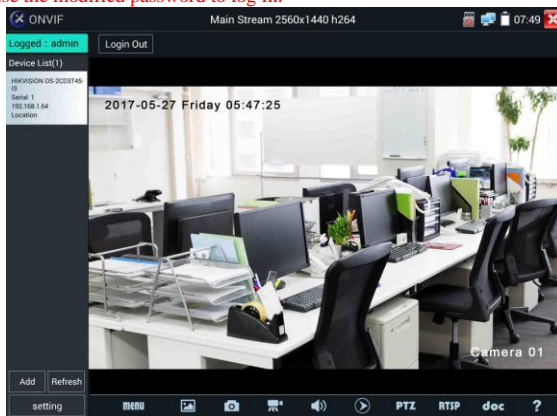 use the modified password to log in.
ONVIF
Main Stream 2560x1440 h264
07:49
Logged : admin
Login Out
Device List(1)
HIKVISION DS-2CD3T45-
I3
Serial 1
192.168.1.64
Location
2017-05-27 Friday 05:47:25
Camera 01
Add
Refresh
setting
menu
PTZ
RTSP
doc
?